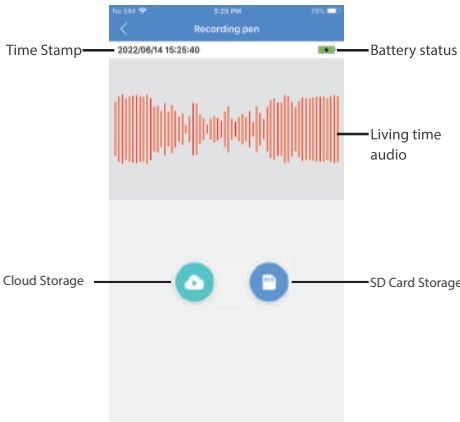 No SIM 3:25 PM 75%
Recording pen
Time Stamp 2022/06/14 15:25:40 Battery status
Living time
audio
Cloud Storage SD Card Storage